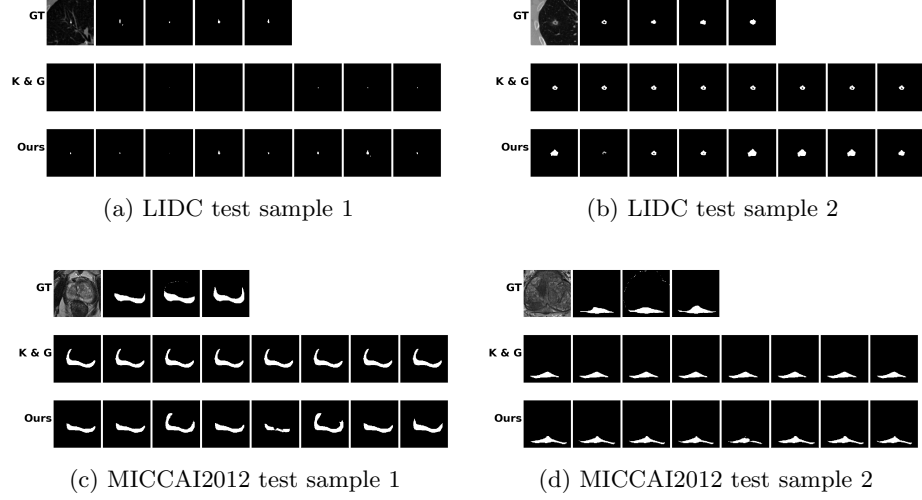 GT
K & G
Ours
(a) LIDC test sample 1
GT
K & G
Ours
(b) LIDC test sample 2
GT
K & G
Ours
(c) MICCAI2012 test sample 1
GT
K & G
Ours
(d) MICCAI2012 test sample 2